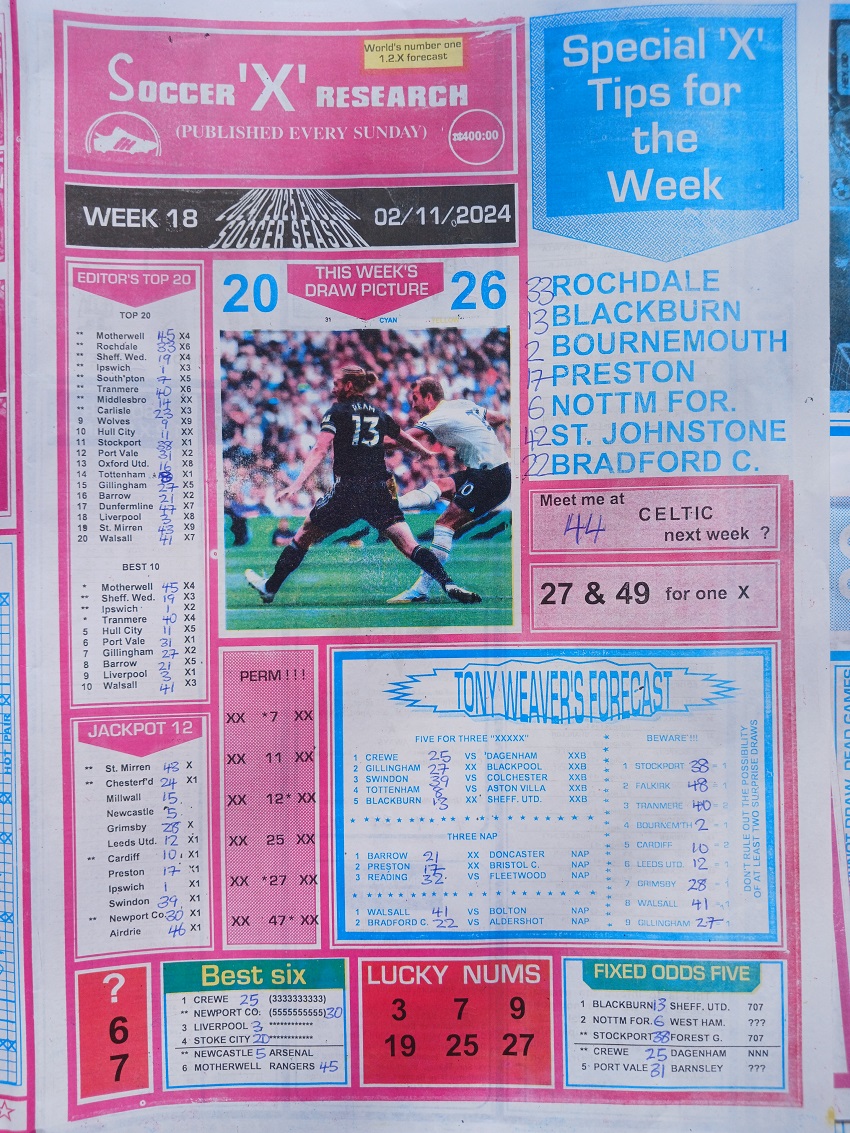 World's number one
1.2.X forecast
SOCCER 'X' RESEARCH
(PUBLISHED EVERY SUNDAY)
₦400:00
WEEK 18
SOCCER SEASON
02/11/2024
Special 'X'
Tips for
the
Week
33 ROCHDALE
13 BLACKBURN
2 BOURNEMOUTH
17 PRESTON
6 NOTTM FOR.
42 ST. JOHNSTONE
22 BRADFORD C.
Meet me at
44 CELTIC
next week ?
27 & 49 for one X
EDITOR'S TOP 20
TOP 20
** Motherwell 45 X4
** Rochdale 33 X6
** Sheff. Wed. 19 X4
** Ipswich 1 X3
** South'pton 7 X5
** Tranmere 40 X6
** Middlesbro 14 XX
** Carlisle 23 X3
9 Wolves 9 X9
10 Hull City 11 XX
11 Stockport 38 X1
12 Port Vale 31 X2
13 Oxford Utd. 16 X8
14 Tottenham 8 X1
15 Gillingham 27 X5
16 Barrow 21 X2
17 Dunfermline 47 X7
18 Liverpool 3 X8
19 St. Mirren 43 X9
20 Walsall 41 X7
BEST 10
* Motherwell 45 X4
** Sheff. Wed. 19 X3
** Ipswich 1 X2
* Tranmere 40 X4
5 Hull City 11 X5
6 Port Vale 31 X1
7 Gillingham 27 X2
8 Barrow 21 X5
9 Liverpool 3 X1
10 Walsall 41 X3
20
THIS WEEK'S
DRAW PICTURE
26
31 CYAN
REAM
13
10
JACKPOT 12
** St. Mirren 43 X
** Chesterf'd 24 X1
Millwall 15
Newcastle 5
Grimsby 28 X
Leeds Utd. 12 X1
** Cardiff 10 X1
Preston 17 X1
Ipswich 1 X1
Swindon 39 X1
** Newport Co 30 X1
Airdrie 46 X1
PERM !!!
XX *7 XX
XX 11 XX
XX 12* XX
XX 25 XX
XX *27 XX
XX 47* XX
TONY WEAVER'S FORECAST
FIVE FOR THREE "XXXXX"
1 CREWE 25 VS DAGENHAM XXB
2 GILLINGHAM 27 XX BLACKPOOL XXB
3 SWINDON 39 VS COLCHESTER XXB
4 TOTTENHAM 8 VS ASTON VILLA XXB
5 BLACKBURN 13 XX SHEFF. UTD. XXB
THREE NAP
1 BARROW 21 XX DONCASTER NAP
2 PRESTON 17 XX BRISTOL C. NAP
3 READING 32 VS FLEETWOOD NAP
1 WALSALL 41 VS BOLTON NAP
2 BRADFORD C. 22 VS ALDERSHOT NAP
BEWARE !!!
1 STOCKPORT 38 = 1
2 FALKIRK 48 = 1
3 TRANMERE 40 = 2
4 BOURNEM'TH 2 = 1
5 CARDIFF 10 = 2
6 LEEDS UTD 12 = 1
7 GRIMSBY 28 = 1
8 WALSALL 41 = 1
9 GILLINGHAM 27 = 1
DON'T RULE OUT THE POSSIBILITY
OF AT LEAST TWO SURPRISE DRAWS
?
6
7
Best six
1 CREWE 25 (3333333333)
** NEWPORT CO: (5555555555) 30
3 LIVERPOOL 3 ************
4 STOKE CITY 20 ************
** NEWCASTLE 5 ARSENAL
6 MOTHERWELL RANGERS 45
LUCKY NUMS
3 7 9
19 25 27
FIXED ODDS FIVE
1 BLACKBURN 13 SHEFF. UTD. 707
2 NOTTM FOR. 6 WEST HAM. ???
** STOCKPORT 38 FOREST G. 707
** CREWE 25 DAGENHAM NNN
5 PORT VALE 31 BARNSLEY ???
HOT PAIR